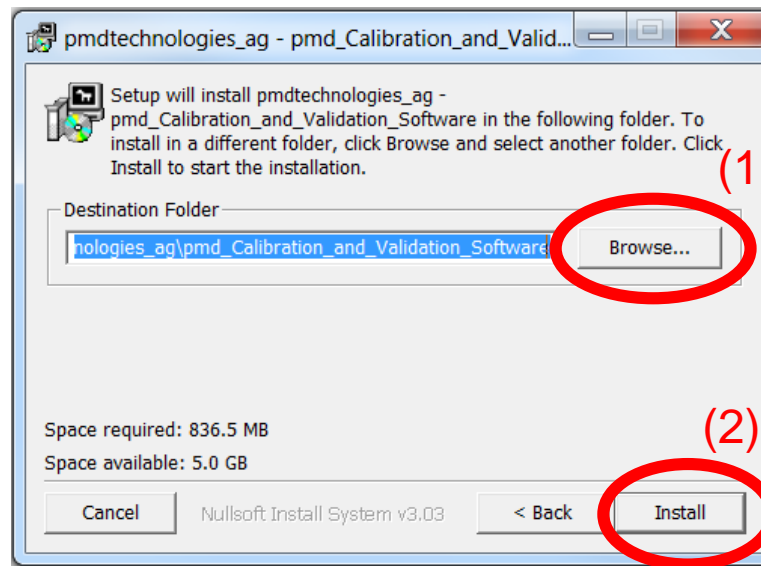 pmdtechnologies_ag - pmd_Calibration_and_Valid...
Setup will install pmdtechnologies_ag -
pmd_Calibration_and_Validation_Software in the following folder. To
install in a different folder, click Browse and select another folder. Click
Install to start the installation.
(1
Destination Folder
nologies_ag\pmd_Calibration_and_Validation_Software
Browse...
Space required: 836.5 MB
Space available: 5.0 GB
(2)
Cancel
Nullsoft Install System v3.03
< Back
Install